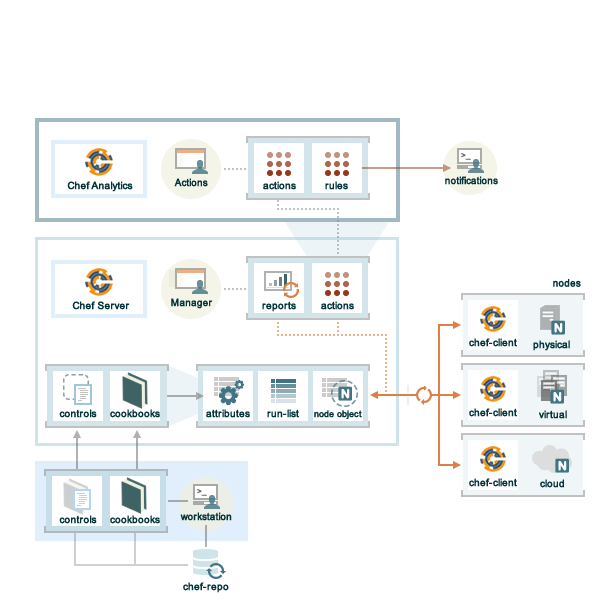 Chef Analytics
Actions
actions
rules
notifications
Chef Server
Manager
reports
actions
nodes
chef-client
physical
controls
cookbooks
attributes
run-list
node object
chef-client
virtual
chef-client
cloud
controls
cookbooks
workstation
chef-repo